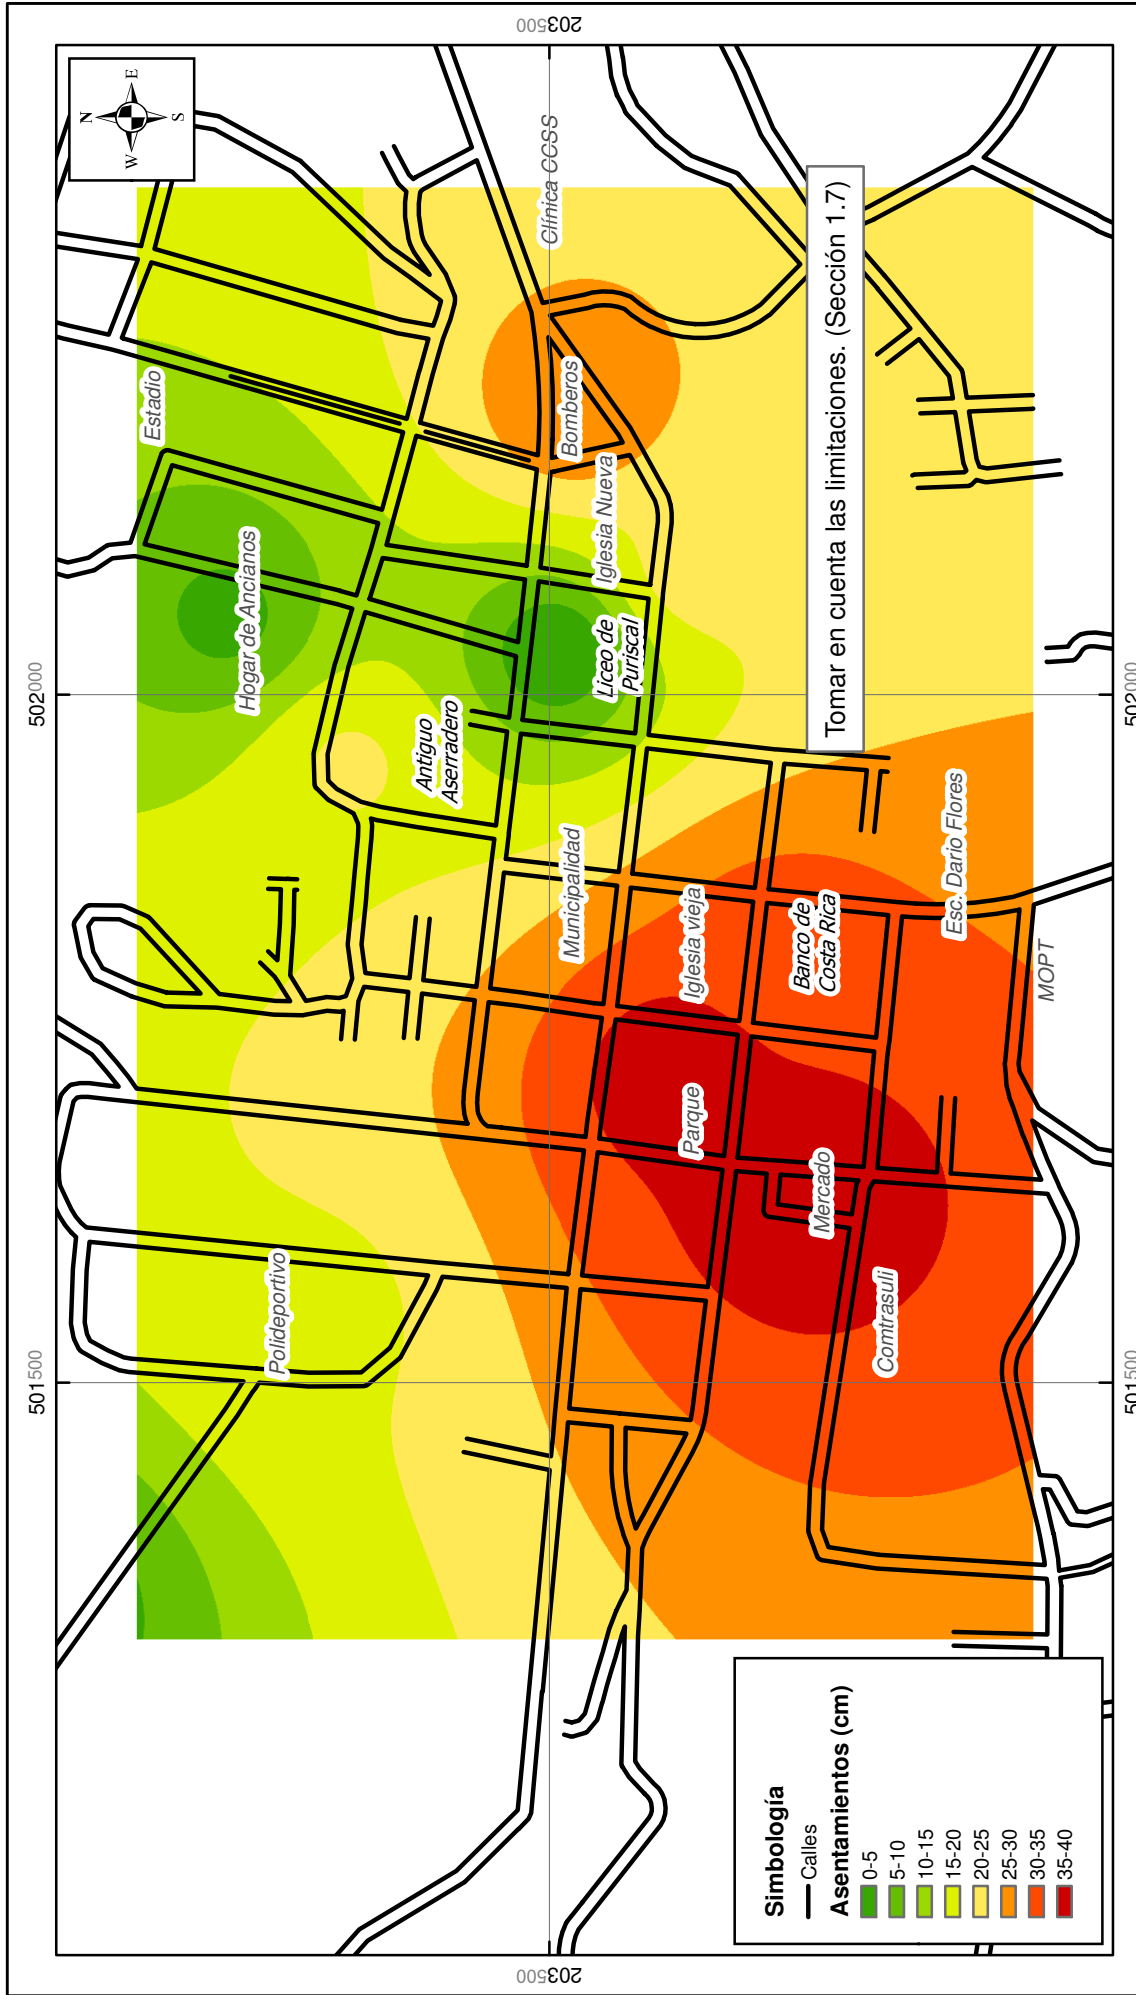 203500
N
W
E
S
502000
501500
Estadio
Hogar de Ancianos
Clínica CCSS
Bomberos
Iglesia Nueva
Liceo de
Puriscal
Antiguo
Aserradero
Municipalidad
Polideportivo
Iglesia vieja
Parque
Banco de
Costa Rica
Mercado
Comtrasuli
Esc. Dario Flores
MOPT
Tomar en cuenta las limitaciones. (Sección 1.7)
Simbología
Calles
Asentamientos (cm)
0-5
5-10
10-15
15-20
20-25
25-30
30-35
35-40
203500
501500
502000